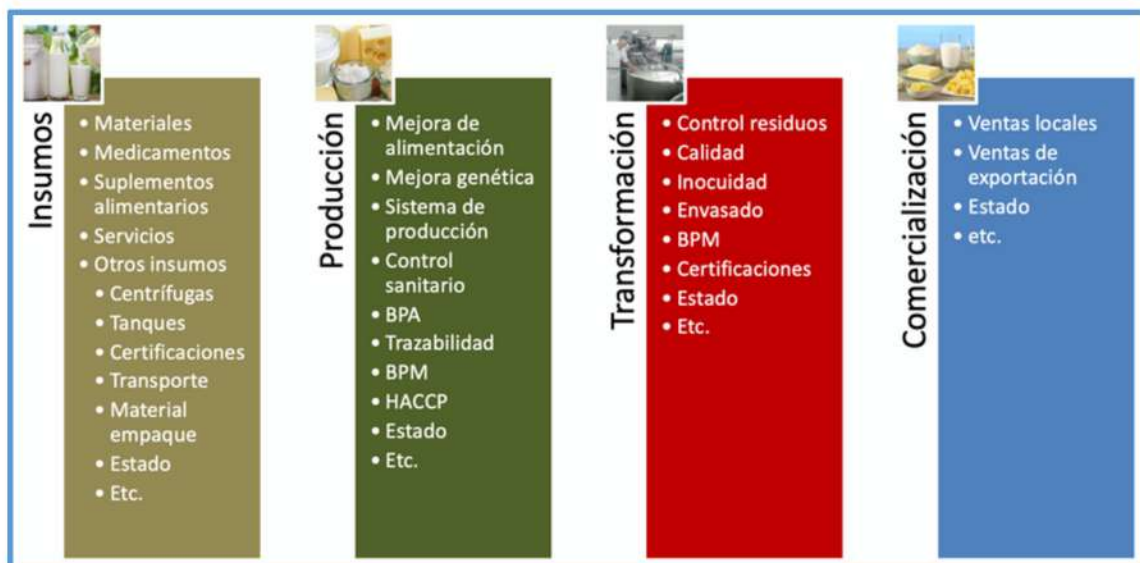 Insumos
• Materiales
• Medicamentos
• Suplementos
alimentarios
• Servicios
• Otros insumos
• Centrífugas
• Tanques
• Certificaciones
• Transporte
• Material
empaque
• Estado
• Etc.
Producción
• Mejora de
alimentación
• Mejora genética
• Sistema de
producción
• Control
sanitario
• BPA
• Trazabilidad
• BPM
• HACCP
• Estado
• Etc.
Transformación
• Control residuos
• Calidad
• Inocuidad
• Envasado
• BPM
• Certificaciones
• Estado
• Etc.
Comercialización
• Ventas locales
• Ventas de
exportación
• Estado
• etc.